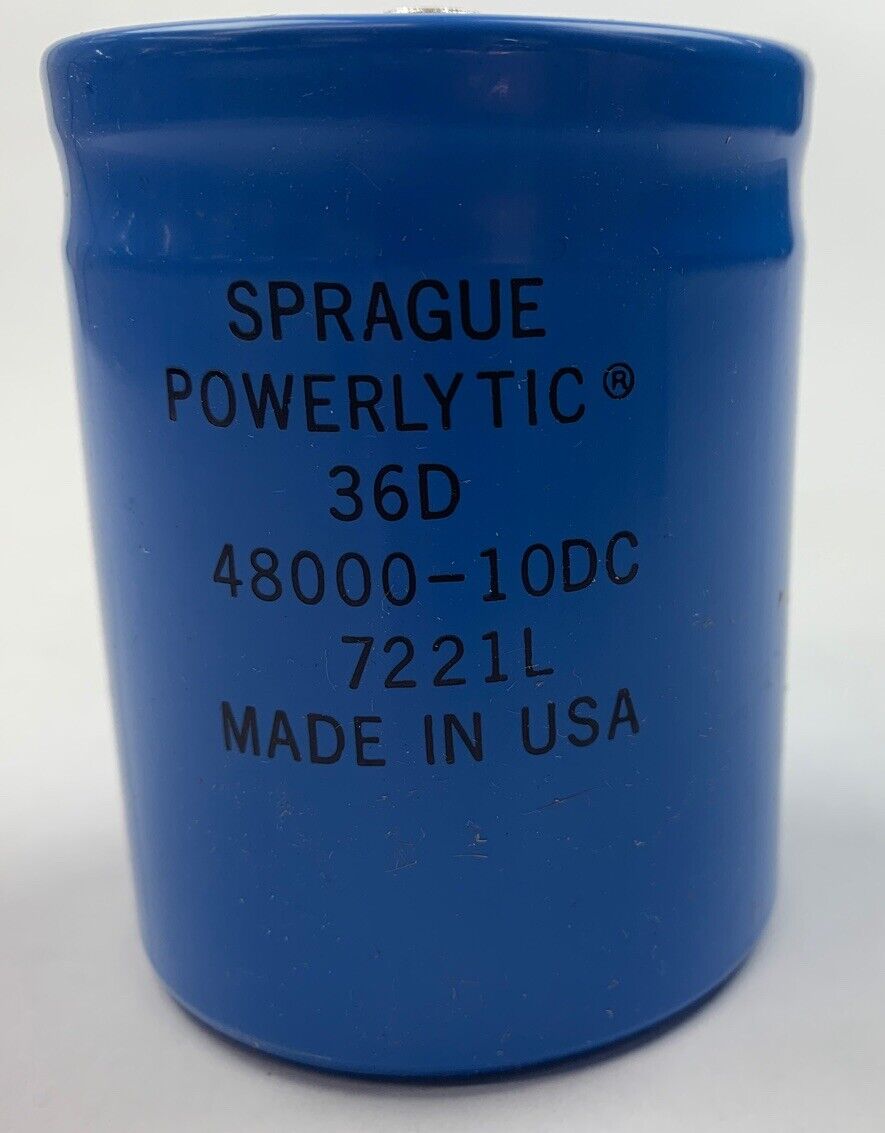 SPRAGUE
POWERLYTIC®
36D
48000-10DC
7221L
MADE IN USA